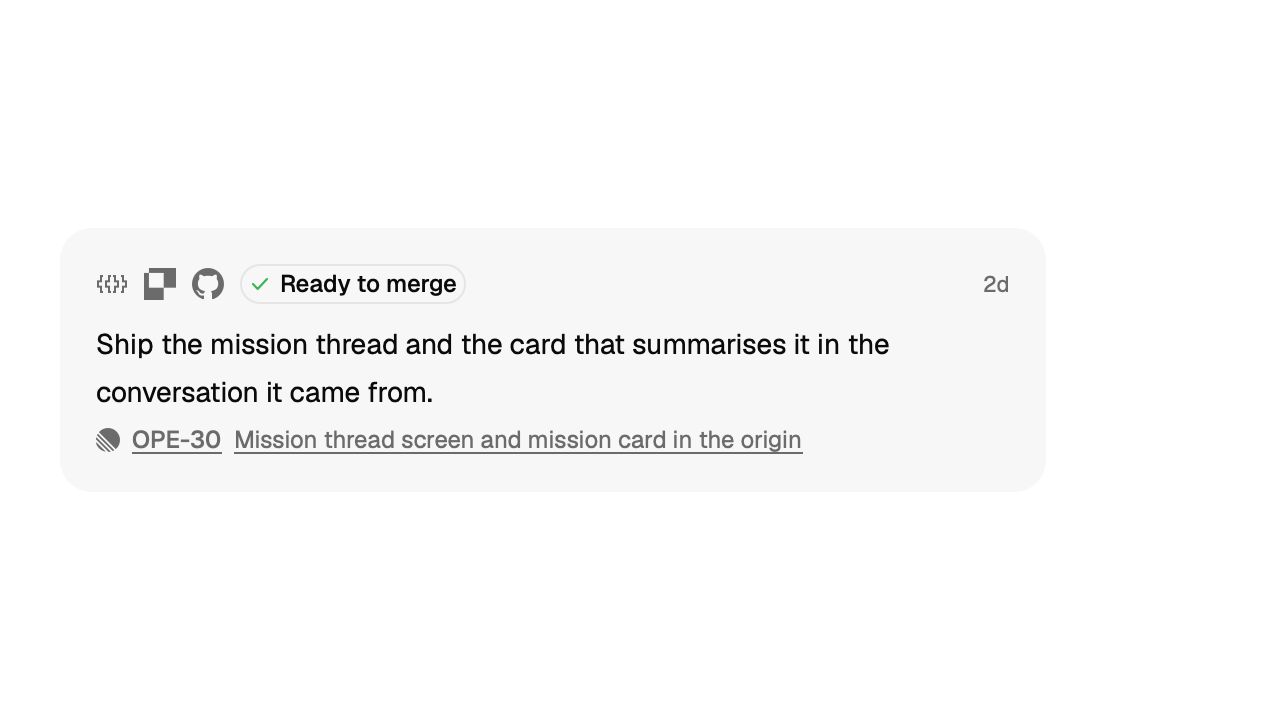 Ready to merge
2d
Ship the mission thread and the card that summarises it in the
conversation it came from.
OPE-30 Mission thread screen and mission card in the origin